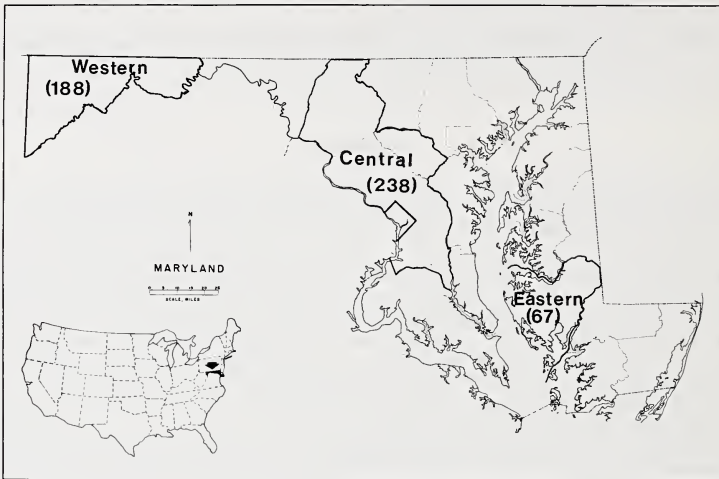 Western
(188)
Central
(238)
N
MARYLAND
SCALE, MILES
Eastern
(67)